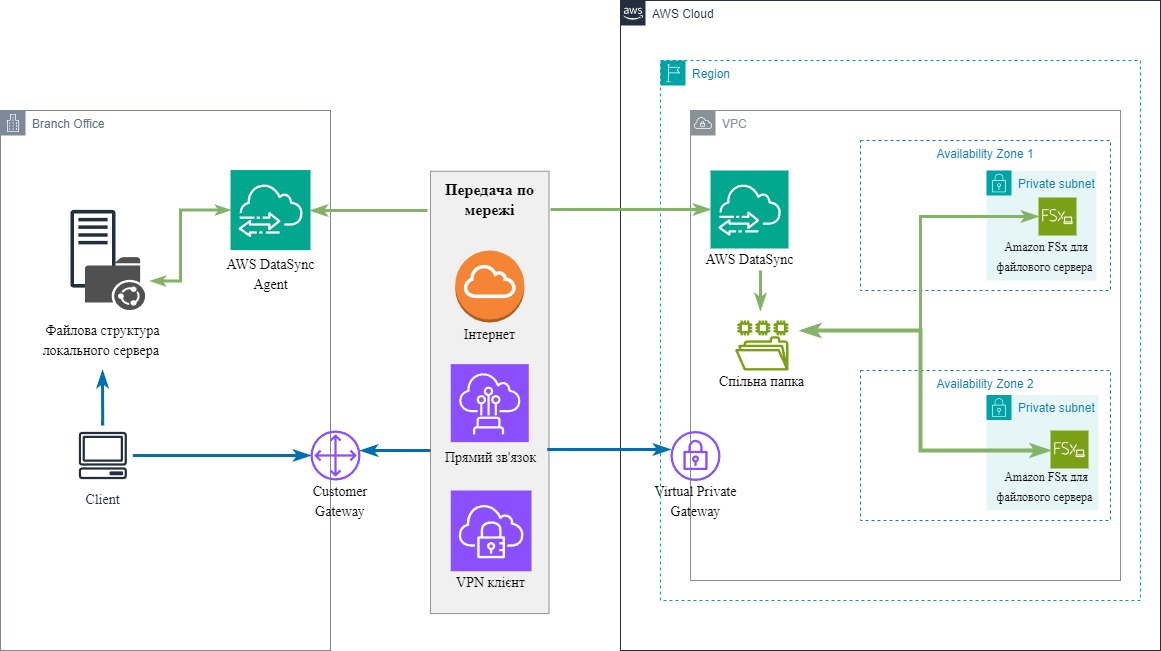 aws
AWS Cloud
Region
Branch Office
VPC
Availability Zone 1
Private subnet
FSx
Amazon FSx для
файлового сервера
Передача по
мережі
AWS DataSync
Agent
AWS DataSync
Файлова структура
локального сервера
Інтернет
Спільна папка
Availability Zone 2
Private subnet
FSx
Amazon FSx для
файлового сервера
Прямий зв'язок
Client
Customer
Gateway
Virtual Private
Gateway
VPN клієнт